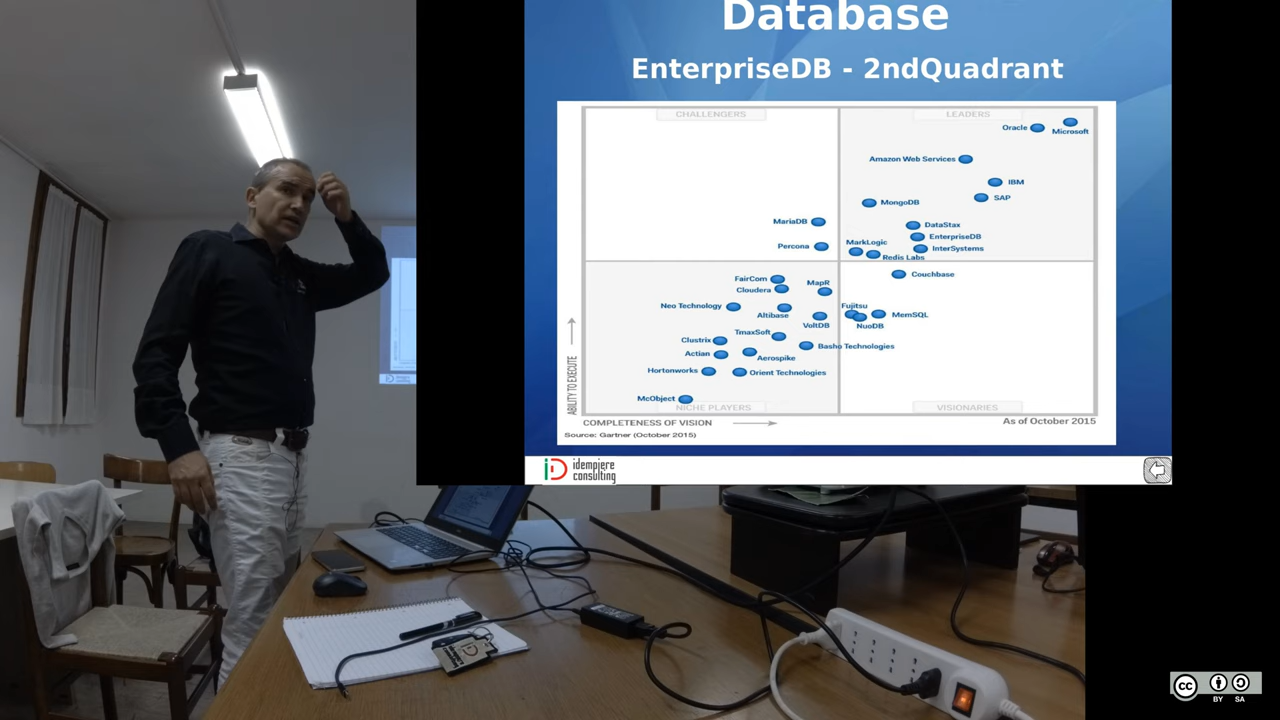 Database
EnterpriseDB - 2ndQuadrant
CHALLENGERS
LEADERS
Oracle
Microsoft
Amazon Web Services
IBM
SAP
MongoDB
MariaDB
DataStax
EnterpriseDB
Percona
MarkLogic
InterSystems
Redis Labs
FairCom
Cloudera
MapR
Couchbase
Neo Technology
Altibase
VoltDB
Fujitsu
MemSQL
NuoDB
TmaxSoft
Clustrix
Basho Technologies
Actian
Aerospike
Hortonworks
Orient Technologies
McObject
NICHE PLAYERS
VISIONARIES
ABILITY TO EXECUTE
COMPLETENESS OF VISION
As of October 2015
Source: Gartner (October 2015)
iD idempiere
consulting
cc
BY SA